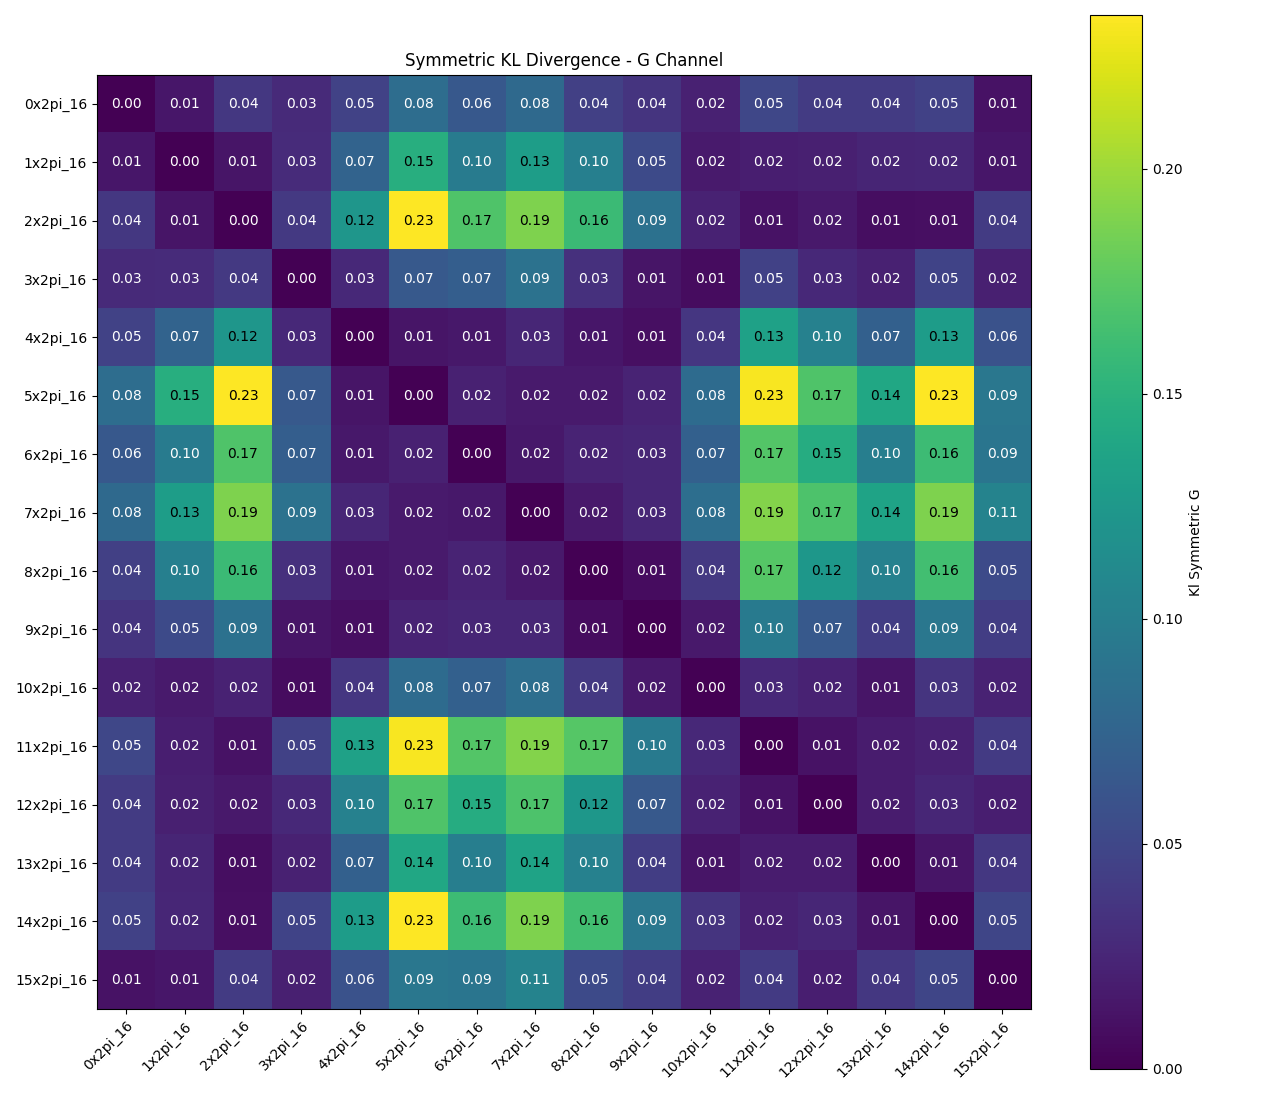 Symmetric KL Divergence - G Channel
0x2pi_16 0.00 0.01 0.04 0.03 0.05 0.08 0.06 0.08 0.04 0.04 0.02 0.05 0.04 0.04 0.05 0.01
1x2pi_16 0.01 0.00 0.01 0.03 0.07 0.15 0.10 0.13 0.10 0.05 0.02 0.02 0.02 0.02 0.02 0.01
2x2pi_16 0.04 0.01 0.00 0.04 0.12 0.23 0.17 0.19 0.16 0.09 0.02 0.01 0.02 0.01 0.01 0.04
3x2pi_16 0.03 0.03 0.04 0.00 0.03 0.07 0.07 0.09 0.03 0.01 0.01 0.05 0.03 0.02 0.05 0.02
4x2pi_16 0.05 0.07 0.12 0.03 0.00 0.01 0.01 0.03 0.01 0.01 0.04 0.13 0.10 0.07 0.13 0.06
5x2pi_16 0.08 0.15 0.23 0.07 0.01 0.00 0.02 0.02 0.02 0.02 0.08 0.23 0.17 0.14 0.23 0.09
6x2pi_16 0.06 0.10 0.17 0.07 0.01 0.02 0.00 0.02 0.02 0.03 0.07 0.17 0.15 0.10 0.16 0.09
7x2pi_16 0.08 0.13 0.19 0.09 0.03 0.02 0.02 0.00 0.02 0.03 0.08 0.19 0.17 0.14 0.19 0.11
8x2pi_16 0.04 0.10 0.16 0.03 0.01 0.02 0.02 0.02 0.00 0.01 0.04 0.17 0.12 0.10 0.16 0.05
9x2pi_16 0.04 0.05 0.09 0.01 0.01 0.02 0.03 0.03 0.01 0.00 0.02 0.10 0.07 0.04 0.09 0.04
10x2pi_16 0.02 0.02 0.02 0.01 0.04 0.08 0.07 0.08 0.04 0.02 0.00 0.03 0.02 0.01 0.03 0.02
11x2pi_16 0.05 0.02 0.01 0.05 0.13 0.23 0.17 0.19 0.17 0.10 0.03 0.00 0.01 0.02 0.02 0.04
12x2pi_16 0.04 0.02 0.02 0.03 0.10 0.17 0.15 0.17 0.12 0.07 0.02 0.01 0.00 0.02 0.03 0.02
13x2pi_16 0.04 0.02 0.01 0.02 0.07 0.14 0.10 0.14 0.10 0.04 0.01 0.02 0.02 0.00 0.01 0.04
14x2pi_16 0.05 0.02 0.01 0.05 0.13 0.23 0.16 0.19 0.16 0.09 0.03 0.02 0.03 0.01 0.00 0.05
15x2pi_16 0.01 0.01 0.04 0.02 0.06 0.09 0.09 0.11 0.05 0.04 0.02 0.04 0.02 0.04 0.05 0.00
0x2pi_16 1x2pi_16 2x2pi_16 3x2pi_16 4x2pi_16 5x2pi_16 6x2pi_16 7x2pi_16 8x2pi_16 9x2pi_16 10x2pi_16 11x2pi_16 12x2pi_16 13x2pi_16 14x2pi_16 15x2pi_16
0.20
0.15
0.10
0.05
0.00
Kl Symmetric G